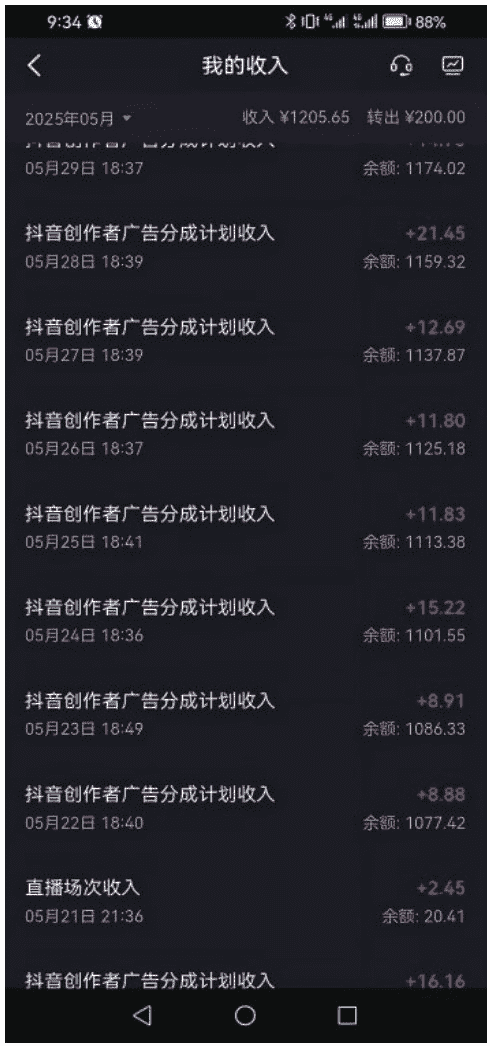 9:34
88%
我的收入
2025年05月
收入 ¥1205.65 转出 ¥200.00
05月29日 18:37
余额: 1174.02
抖音创作者广告分成计划收入
+21.45
05月28日 18:39
余额: 1159.32
抖音创作者广告分成计划收入
+12.69
05月27日 18:39
余额: 1137.87
抖音创作者广告分成计划收入
+11.80
05月26日 18:37
余额: 1125.18
抖音创作者广告分成计划收入
+11.83
05月25日 18:41
余额: 1113.38
抖音创作者广告分成计划收入
+15.22
05月24日 18:36
余额: 1101.55
抖音创作者广告分成计划收入
+8.91
05月23日 18:49
余额: 1086.33
抖音创作者广告分成计划收入
+8.88
05月22日 18:40
余额: 1077.42
直播场次收入
+2.45
05月21日 21:36
余额: 20.41
抖音创作者广告分成计划收入
+16.16